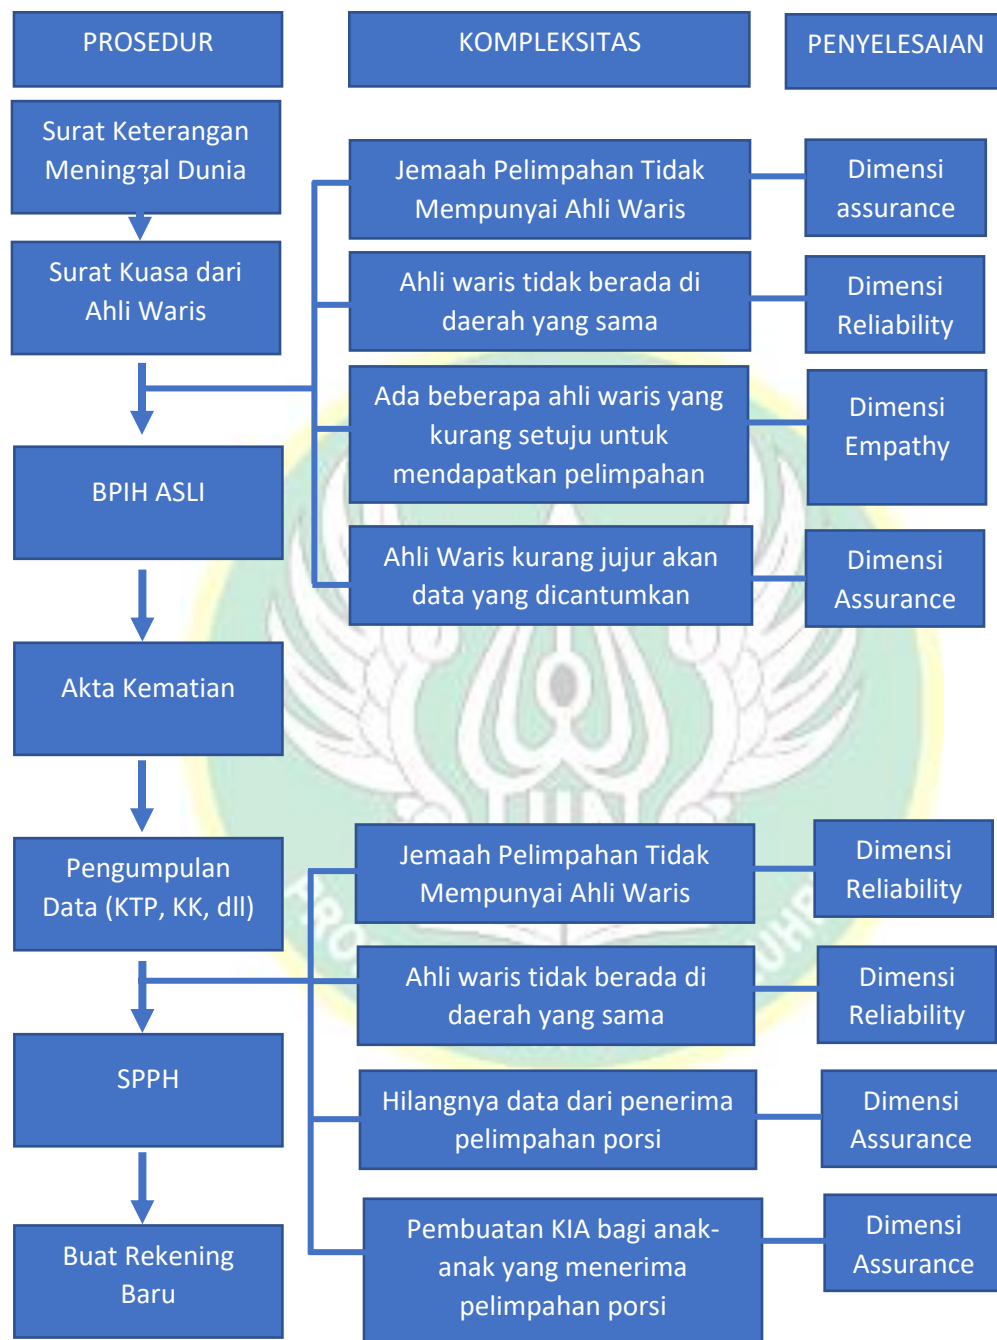 PROSEDUR
KOMPLEKSITAS
PENYELESAIAN
Surat Keterangan
Meninggal Dunia
Surat Kuasa dari
Ahli Waris
BPIH ASLI
Akta Kematian
Pengumpulan
Data (KTP, KK, dll)
SPPH
Buat Rekening
Baru
Jemaah Pelimpahan Tidak
Mempunyai Ahli Waris
Dimensi
assurance
Ahli waris tidak berada di
daerah yang sama
Dimensi
Reliability
Ada beberapa ahli waris yang
kurang setuju untuk
mendapatkan pelimpahan
Dimensi
Empathy
Ahli Waris kurang jujur akan
data yang dicantumkan
Dimensi
Assurance
Jemaah Pelimpahan Tidak
Mempunyai Ahli Waris
Dimensi
Reliability
Ahli waris tidak berada di
daerah yang sama
Dimensi
Reliability
Hilangnya data dari penerima
pelimpahan porsi
Dimensi
Assurance
Pembuatan KIA bagi anak-
anak yang menerima
pelimpahan porsi
Dimensi
Assurance